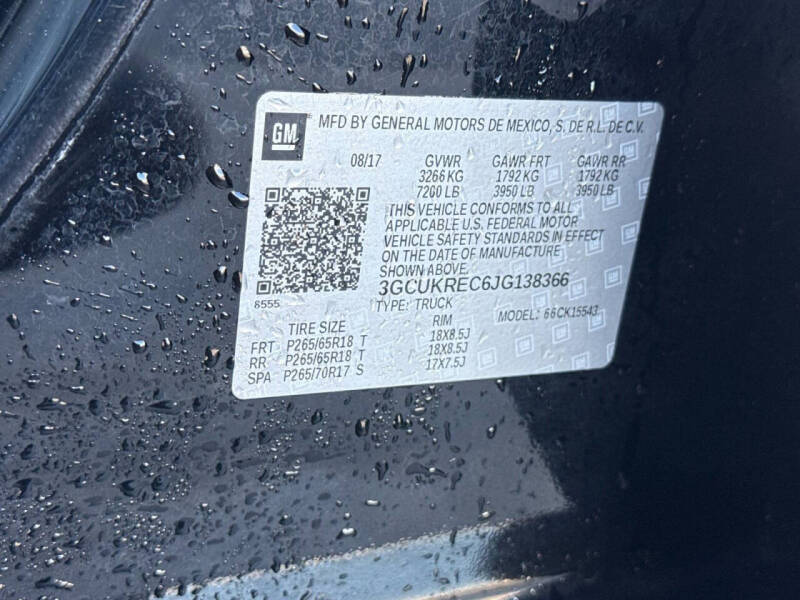 GM
MFD BY GENERAL MOTORS DE MEXICO, S. DE R.L. DE C.V.
08/17 GVWR GAWR FRT GAWR RR
3266 KG 1792 KG 1792 KG
7200 LB 3950 LB 3950 LB
THIS VEHICLE CONFORMS TO ALL
APPLICABLE U.S. FEDERAL MOTOR
VEHICLE SAFETY STANDARDS IN EFFECT
ON THE DATE OF MANUFACTURE
SHOWN ABOVE.
3GCUKREC6JG138366
8555 TYPE: TRUCK MODEL: 66CK15543
TIRE SIZE RIM
FRT P265/65R18 T 18X8.5J
RR P265/65R18 T 18X8.5J
SPA P265/70R17 S 17X7.5J